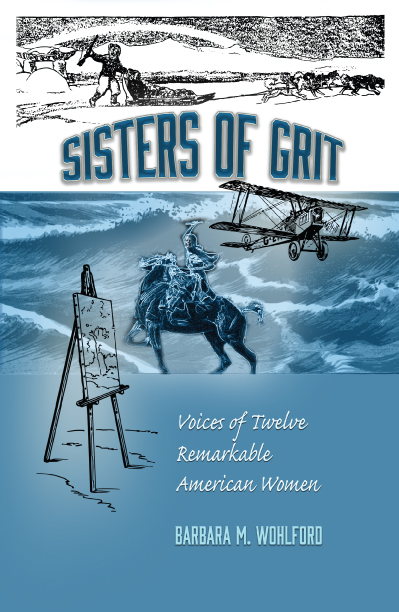 SISTERS OF GRIT
Voices of Twelve
Remarkable
American Women
BARBARA M. WOHLFORD